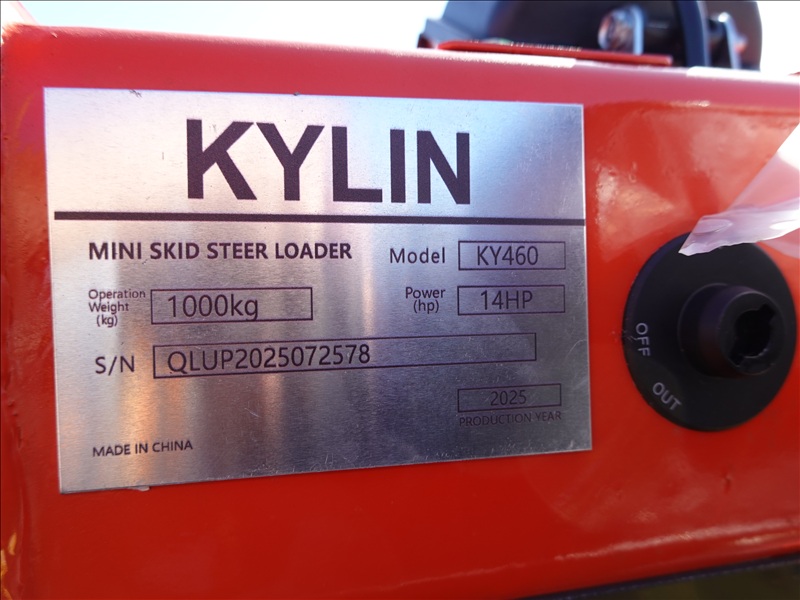 KYLIN
MINI SKID STEER LOADER Model KY460
Operation Weight (kg) 1000kg Power (hp) 14HP
S/N QLUP2025072578
2025
PRODUCTION YEAR
MADE IN CHINA
OFF
OUT